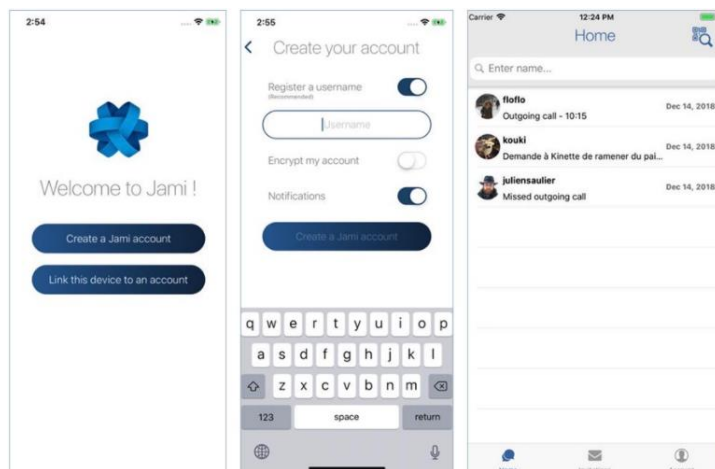 2:54
Welcome to Jami !
Create a Jami account
Link this device to an account
2:55
Create your account
Register a username
(Recommended)
Username
Encrypt my account
Notifications
Create a Jami account
q w e r t y u i o p
a s d f g h j k l
z x c v b n m
123 space return
Carrier 12:24 PM
Home
Enter name...
floflo
Outgoing call - 10:15
Dec 14, 2018
kouki
Demande à Kinette de ramener du pai...
Dec 14, 2018
juliensaulier
Missed outgoing call
Dec 14, 2018